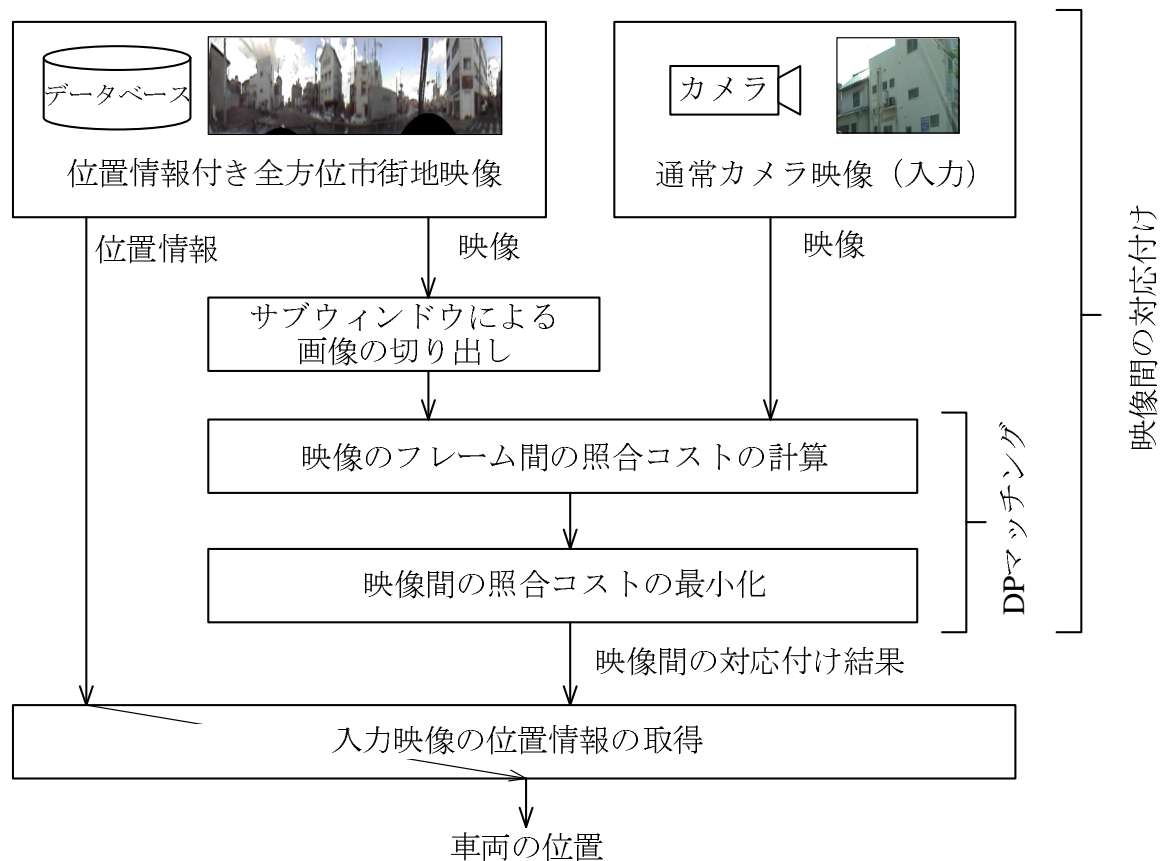 データベース
カメラ
位置情報付き全方位市街地映像
通常カメラ映像（入力）
位置情報
映像
映像
サブウィンドウによる
画像の切り出し
映像のフレーム間の照合コストの計算
映像間の照合コストの最小化
DPマッチング
映像間の対応付け
映像間の対応付け結果
入力映像の位置情報の取得
車両の位置